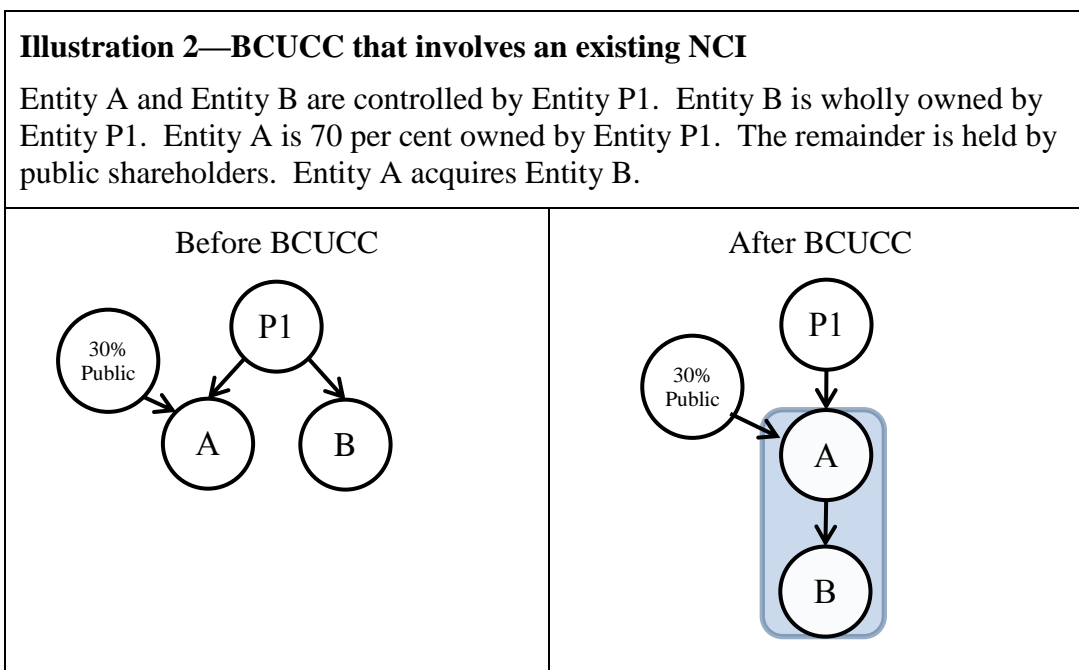 Illustration 2—BCUCC that involves an existing NCI
Entity A and Entity B are controlled by Entity P1.  Entity B is wholly owned by
Entity P1.  Entity A is 70 per cent owned by Entity P1.  The remainder is held by
public shareholders.  Entity A acquires Entity B.
Before BCUCC
P1
30%
Public
A
B
After BCUCC
P1
30%
Public
A
B